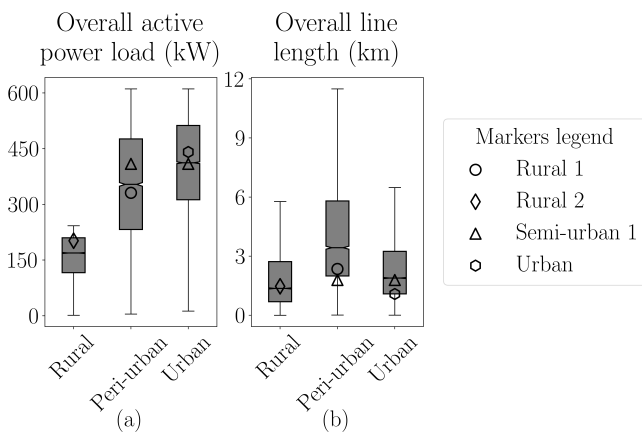 Overall active
power load (kW)
Overall line
length (km)
600
450
300
150
0
12
9
6
3
0
Rural
Peri-urban
Urban
Rural
Peri-urban
Urban
(a)
(b)
Markers legend
Rural 1
Rural 2
Semi-urban 1
Urban